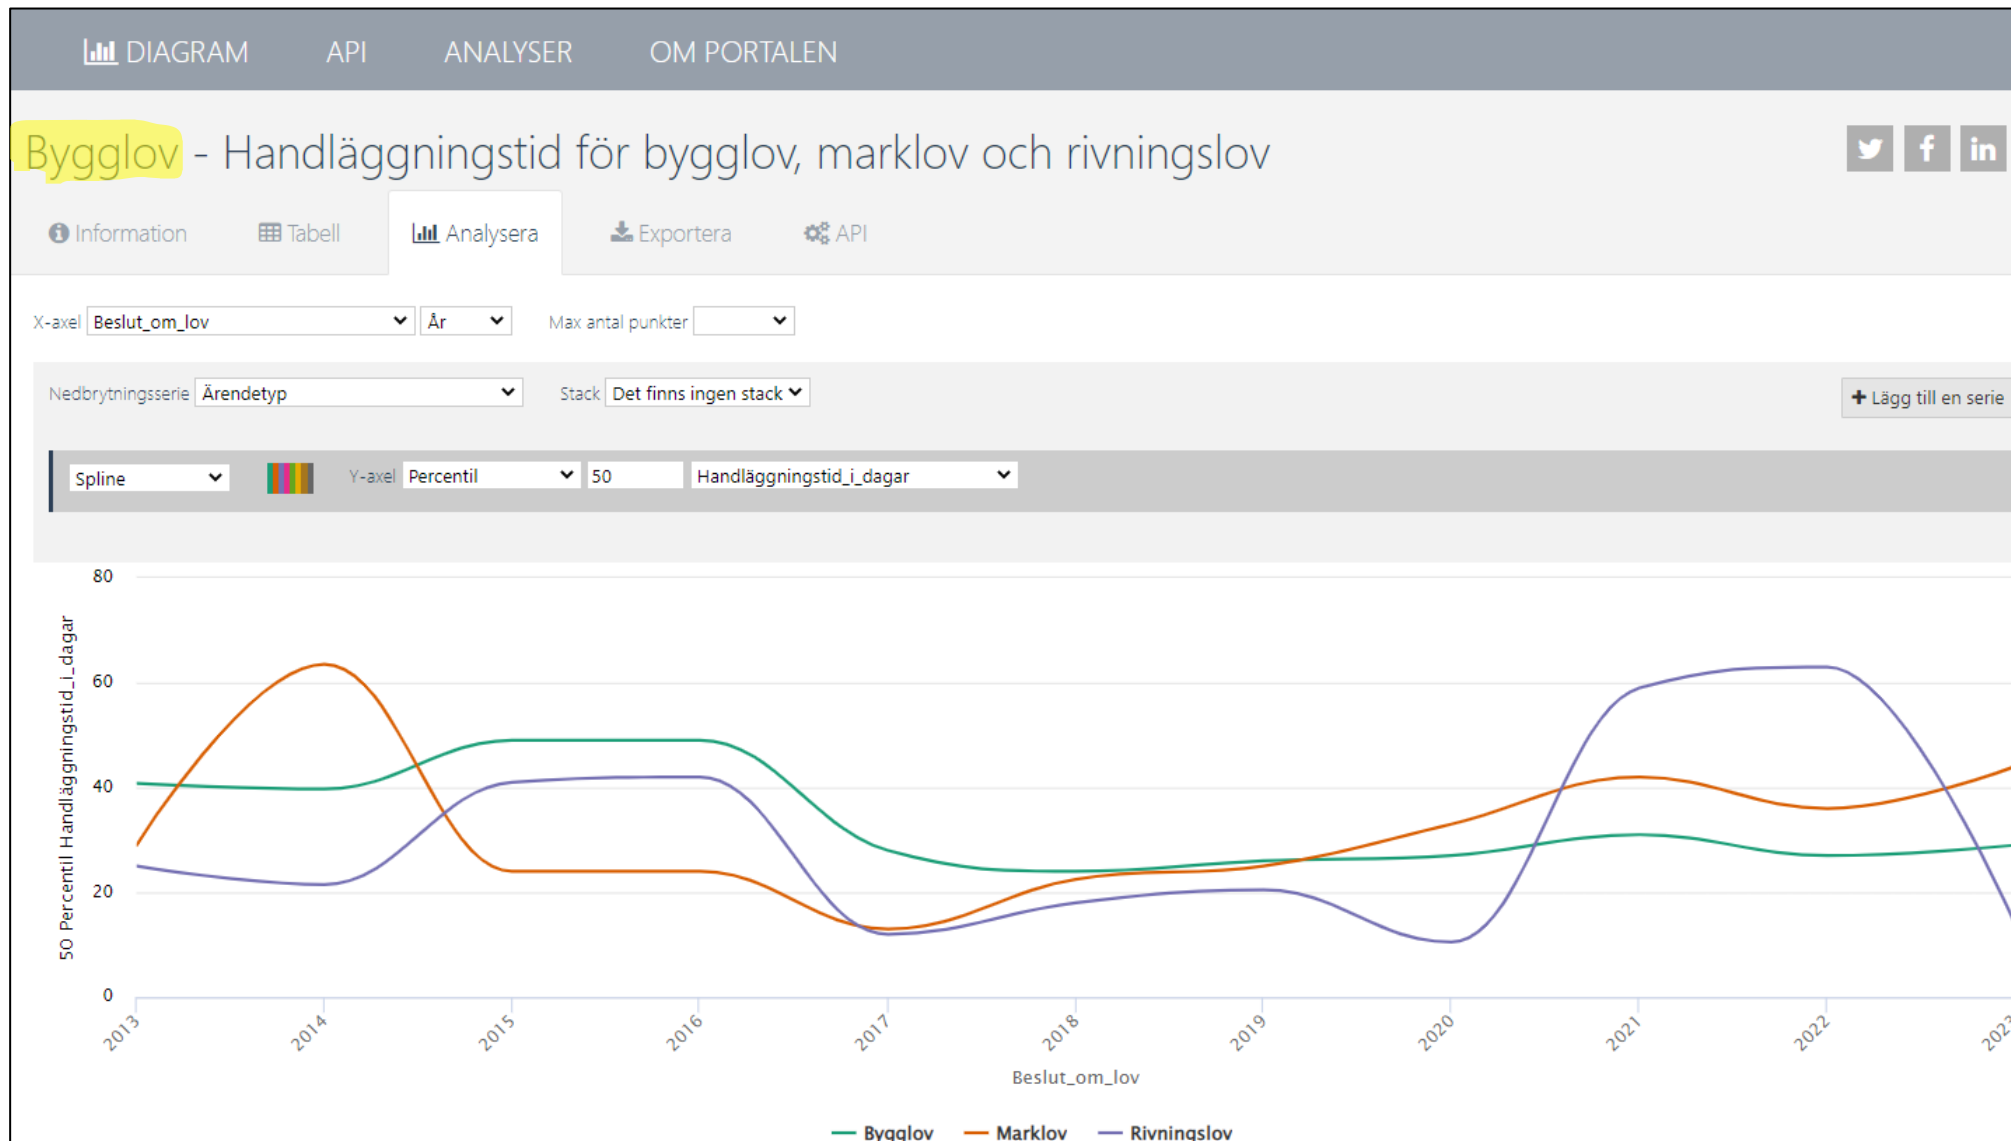 DIAGRAM API ANALYSER OM PORTALEN
Bygglov - Handläggningstid för bygglov, marklov och rivningslov
Information Tabell Analysera Exportera API
X-axel Beslut_om_lov År Max antal punkter
Nedbrytningsserie Ärendetyp Stack Det finns ingen stack + Lägg till en serie
Spline Y-axel Percentil 50 Handläggningstid_i_dagar
80
60
40
20
0
50 Percentil Handläggningstid_i_dagar
2013 2014 2015 2016 2017 2018 2019 2020 2021 2022 2023
Beslut_om_lov
Bygglov Marklov Rivningslov